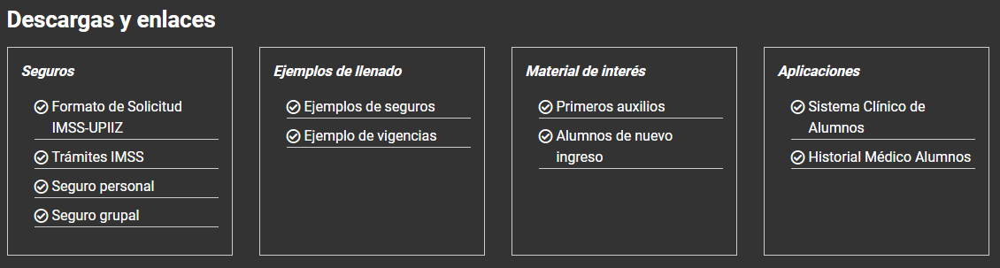 Descargas y enlaces
Seguros
Formato de Solicitud
IMSS-UPIIZ
Trámites IMSS
Seguro personal
Seguro grupal
Ejemplos de llenado
Ejemplos de seguros
Ejemplo de vigencias
Material de interés
Primeros auxilios
Alumnos de nuevo
ingreso
Aplicaciones
Sistema Clínico de
Alumnos
Historial Médico Alumnos